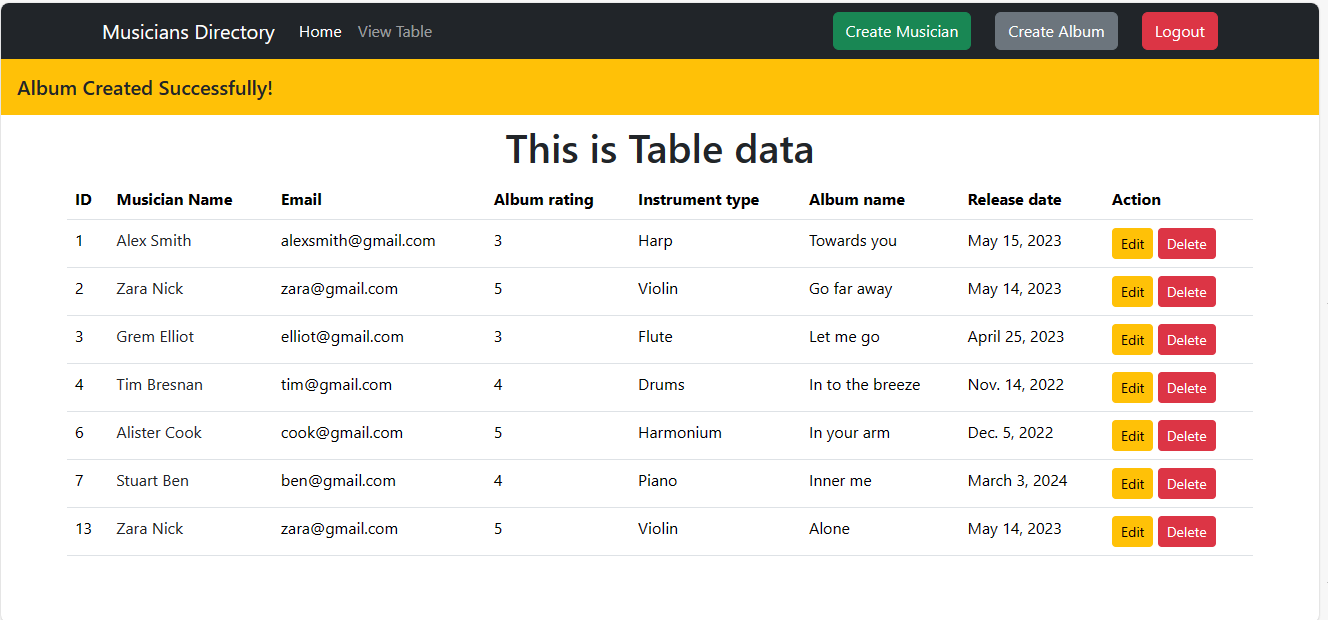 Musicians Directory Home View Table Create Musician Create Album Logout
Album Created Successfully!
This is Table data
ID Musician Name Email Album rating Instrument type Album name Release date Action
1 Alex Smith alexsmith@gmail.com 3 Harp Towards you May 15, 2023 Edit Delete
2 Zara Nick zara@gmail.com 5 Violin Go far away May 14, 2023 Edit Delete
3 Grem Elliot elliot@gmail.com 3 Flute Let me go April 25, 2023 Edit Delete
4 Tim Bresnan tim@gmail.com 4 Drums In to the breeze Nov. 14, 2022 Edit Delete
6 Alister Cook cook@gmail.com 5 Harmonium In your arm Dec. 5, 2022 Edit Delete
7 Stuart Ben ben@gmail.com 4 Piano Inner me March 3, 2024 Edit Delete
13 Zara Nick zara@gmail.com 5 Violin Alone May 14, 2023 Edit Delete